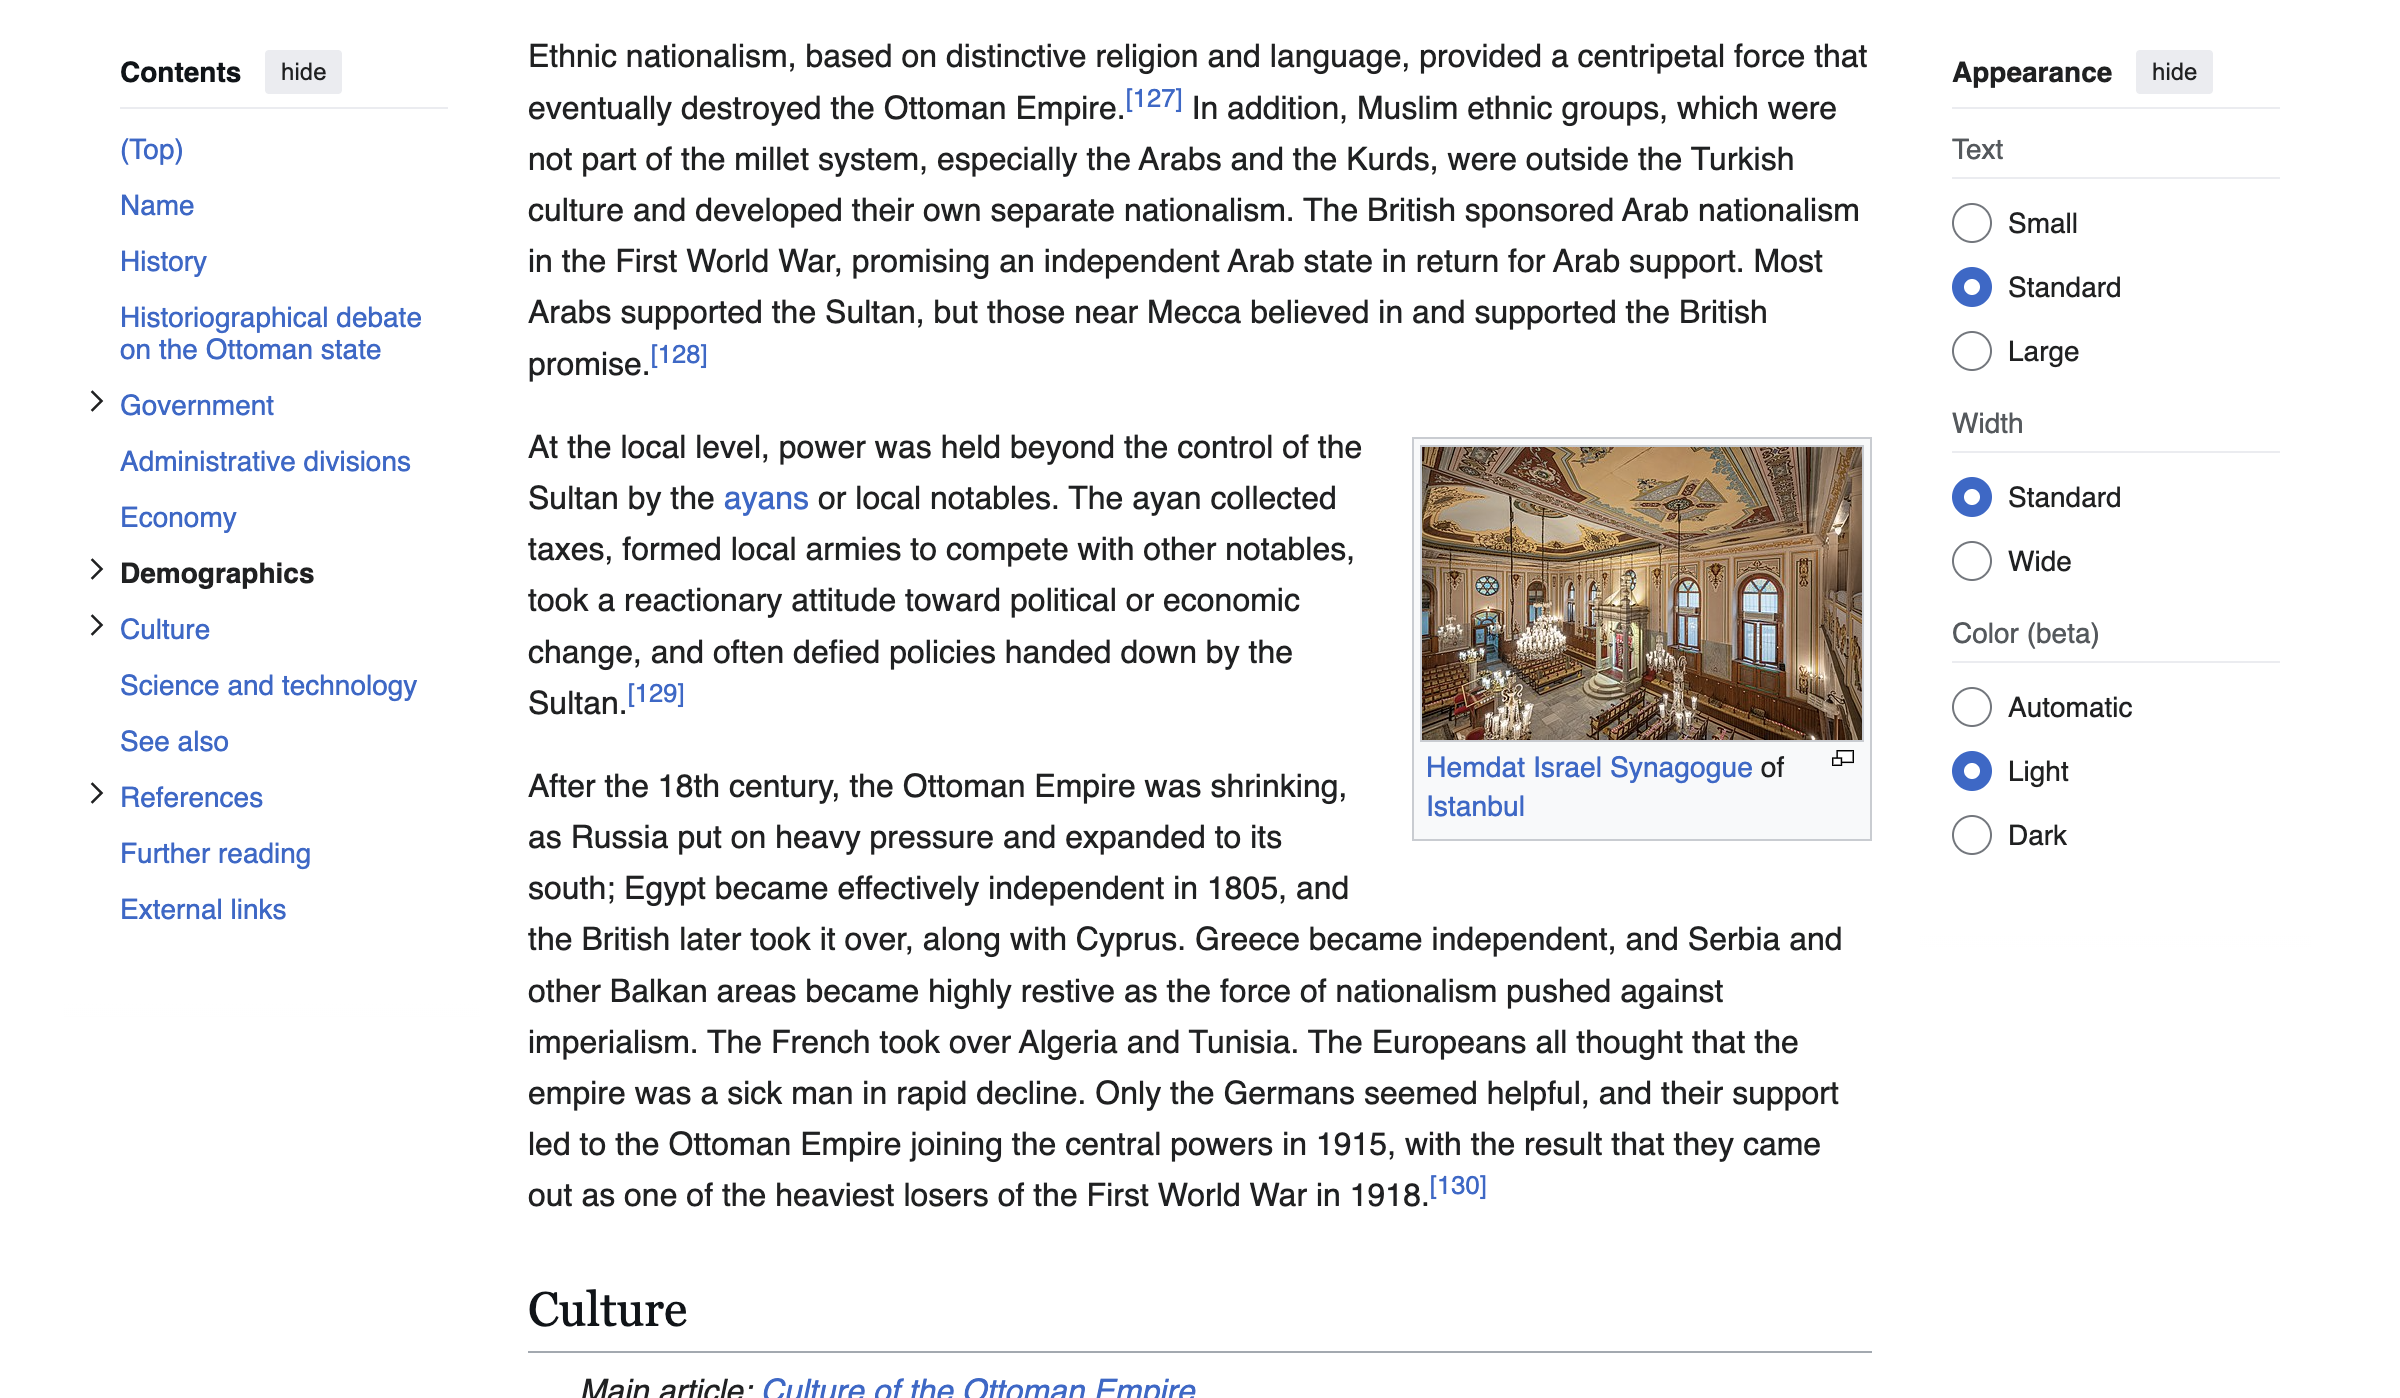 Contents hide
(Top)
Name
History
Historiographical debate
on the Ottoman state
Government
Administrative divisions
Economy
Demographics
Culture
Science and technology
See also
References
Further reading
External links
Ethnic nationalism, based on distinctive religion and language, provided a centripetal force that
eventually destroyed the Ottoman Empire.[127] In addition, Muslim ethnic groups, which were
not part of the millet system, especially the Arabs and the Kurds, were outside the Turkish
culture and developed their own separate nationalism. The British sponsored Arab nationalism
in the First World War, promising an independent Arab state in return for Arab support. Most
Arabs supported the Sultan, but those near Mecca believed in and supported the British
promise.[128]
At the local level, power was held beyond the control of the
Sultan by the ayans or local notables. The ayan collected
taxes, formed local armies to compete with other notables,
took a reactionary attitude toward political or economic
change, and often defied policies handed down by the
Sultan.[129]
Hemdat Israel Synagogue of
Istanbul
After the 18th century, the Ottoman Empire was shrinking,
as Russia put on heavy pressure and expanded to its
south; Egypt became effectively independent in 1805, and
the British later took it over, along with Cyprus. Greece became independent, and Serbia and
other Balkan areas became highly restive as the force of nationalism pushed against
imperialism. The French took over Algeria and Tunisia. The Europeans all thought that the
empire was a sick man in rapid decline. Only the Germans seemed helpful, and their support
led to the Ottoman Empire joining the central powers in 1915, with the result that they came
out as one of the heaviest losers of the First World War in 1918.[130]
Culture
Main article: Culture of the Ottoman Empire
Appearance hide
Text
Small
Standard
Large
Width
Standard
Wide
Color (beta)
Automatic
Light
Dark